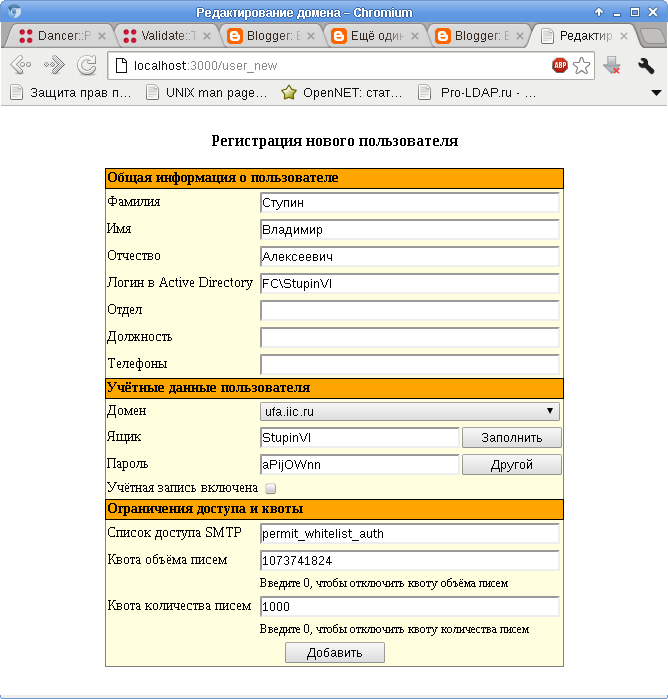 Редактирование домена – Chromium
Dancer::P
Validate::T
Blogger: Б
Ещё один
Blogger: Б
Редактир
localhost:3000/user_new
ABP
Защита прав п...
UNIX man page...
OpenNET: стат...
Pro-LDAP.ru - ...
Регистрация нового пользователя
Общая информация о пользователе
Фамилия Ступин
Имя Владимир
Отчество Алексеевич
Логин в Active Directory FC\StupinVI
Отдел
Должность
Телефоны
Учётные данные пользователя
Домен ufa.iic.ru
Ящик StupinVI Заполнить
Пароль aPijOWnn Другой
Учётная запись включена
Ограничения доступа и квоты
Список доступа SMTP permit_whitelist_auth
Квота объёма писем 1073741824
Введите 0, чтобы отключить квоту объёма писем
Квота количества писем 1000
Введите 0, чтобы отключить квоту количества писем
Добавить